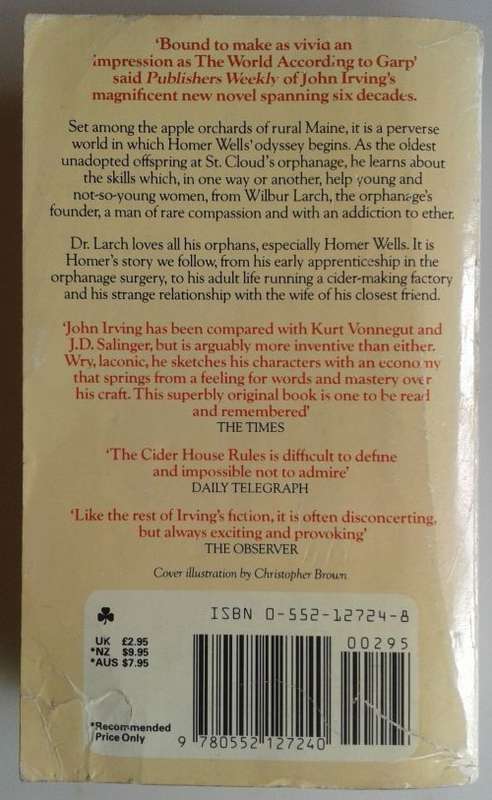 ‘Bound to make as vivid an
impression as The World According to Garp’
said Publishers Weekly of John Irving's
magnificent new novel spanning six decades.
Set among the apple orchards of rural Maine, it is a perverse
world in which Homer Wells' odyssey begins. As the oldest
unadopted offspring at St. Cloud's orphanage, he learns about
the skills which, in one way or another, help young and
not-so-young women, from Wilbur Larch, the orphanage's
founder, a man of rare compassion and with an addiction to ether.
Dr. Larch loves all his orphans, especially Homer Wells. It is
Homer's story we follow, from his early apprenticeship in the
orphanage surgery, to his adult life running a cider-making factory
and his strange relationship with the wife of his closest friend.
‘John Irving has been compared with Kurt Vonnegut and
J.D. Salinger, but is arguably more inventive than either.
Wry, laconic, he sketches his characters with an economy
that springs from a feeling for words and mastery over
his craft. This superbly original book is one to be read
and remembered’
THE TIMES
‘The Cider House Rules is difficult to define
and impossible not to admire’
DAILY TELEGRAPH
‘Like the rest of Irving's fiction, it is often disconcerting,
but always exciting and provoking’
THE OBSERVER
Cover illustration by Christopher Brown
ISBN 0-552-12724-8
00295
UK £2.95
*NZ $9.95
*AUS $7.95
*Recommended
Price Only
9 780552 127240